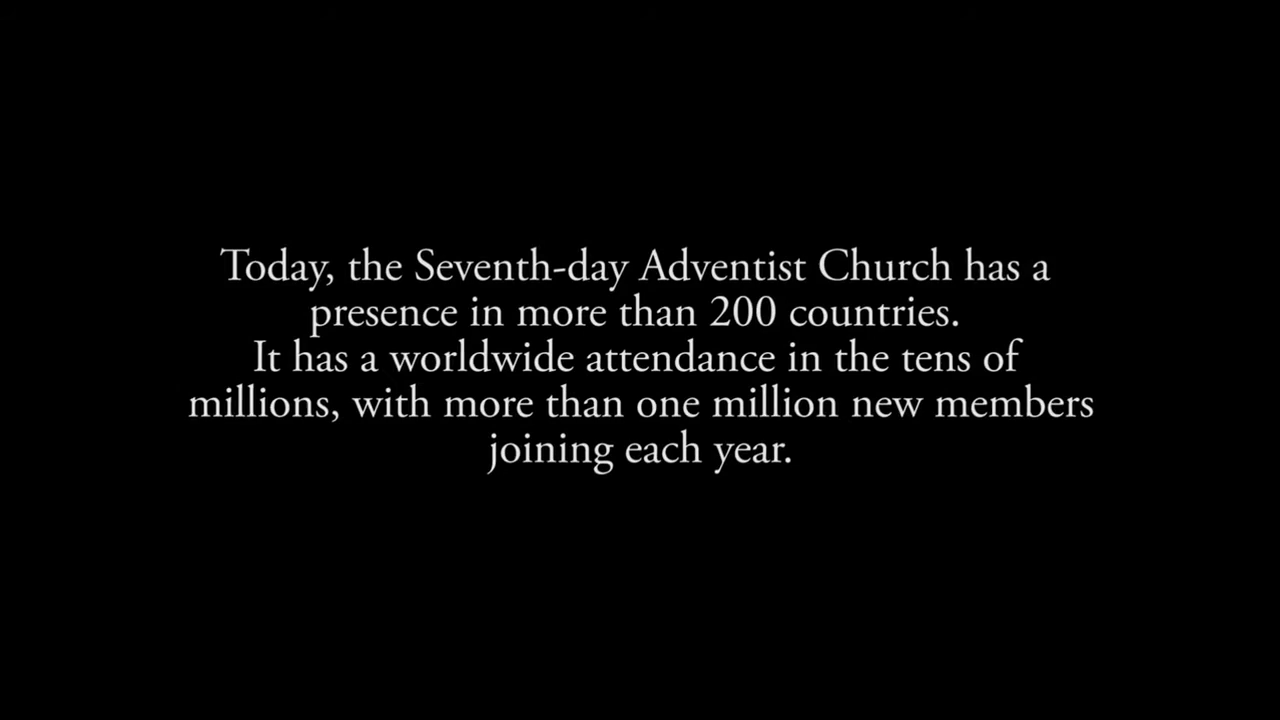 Today, the Seventh-day Adventist Church has a
presence in more than 200 countries.
It has a worldwide attendance in the tens of
millions, with more than one million new members
joining each year.